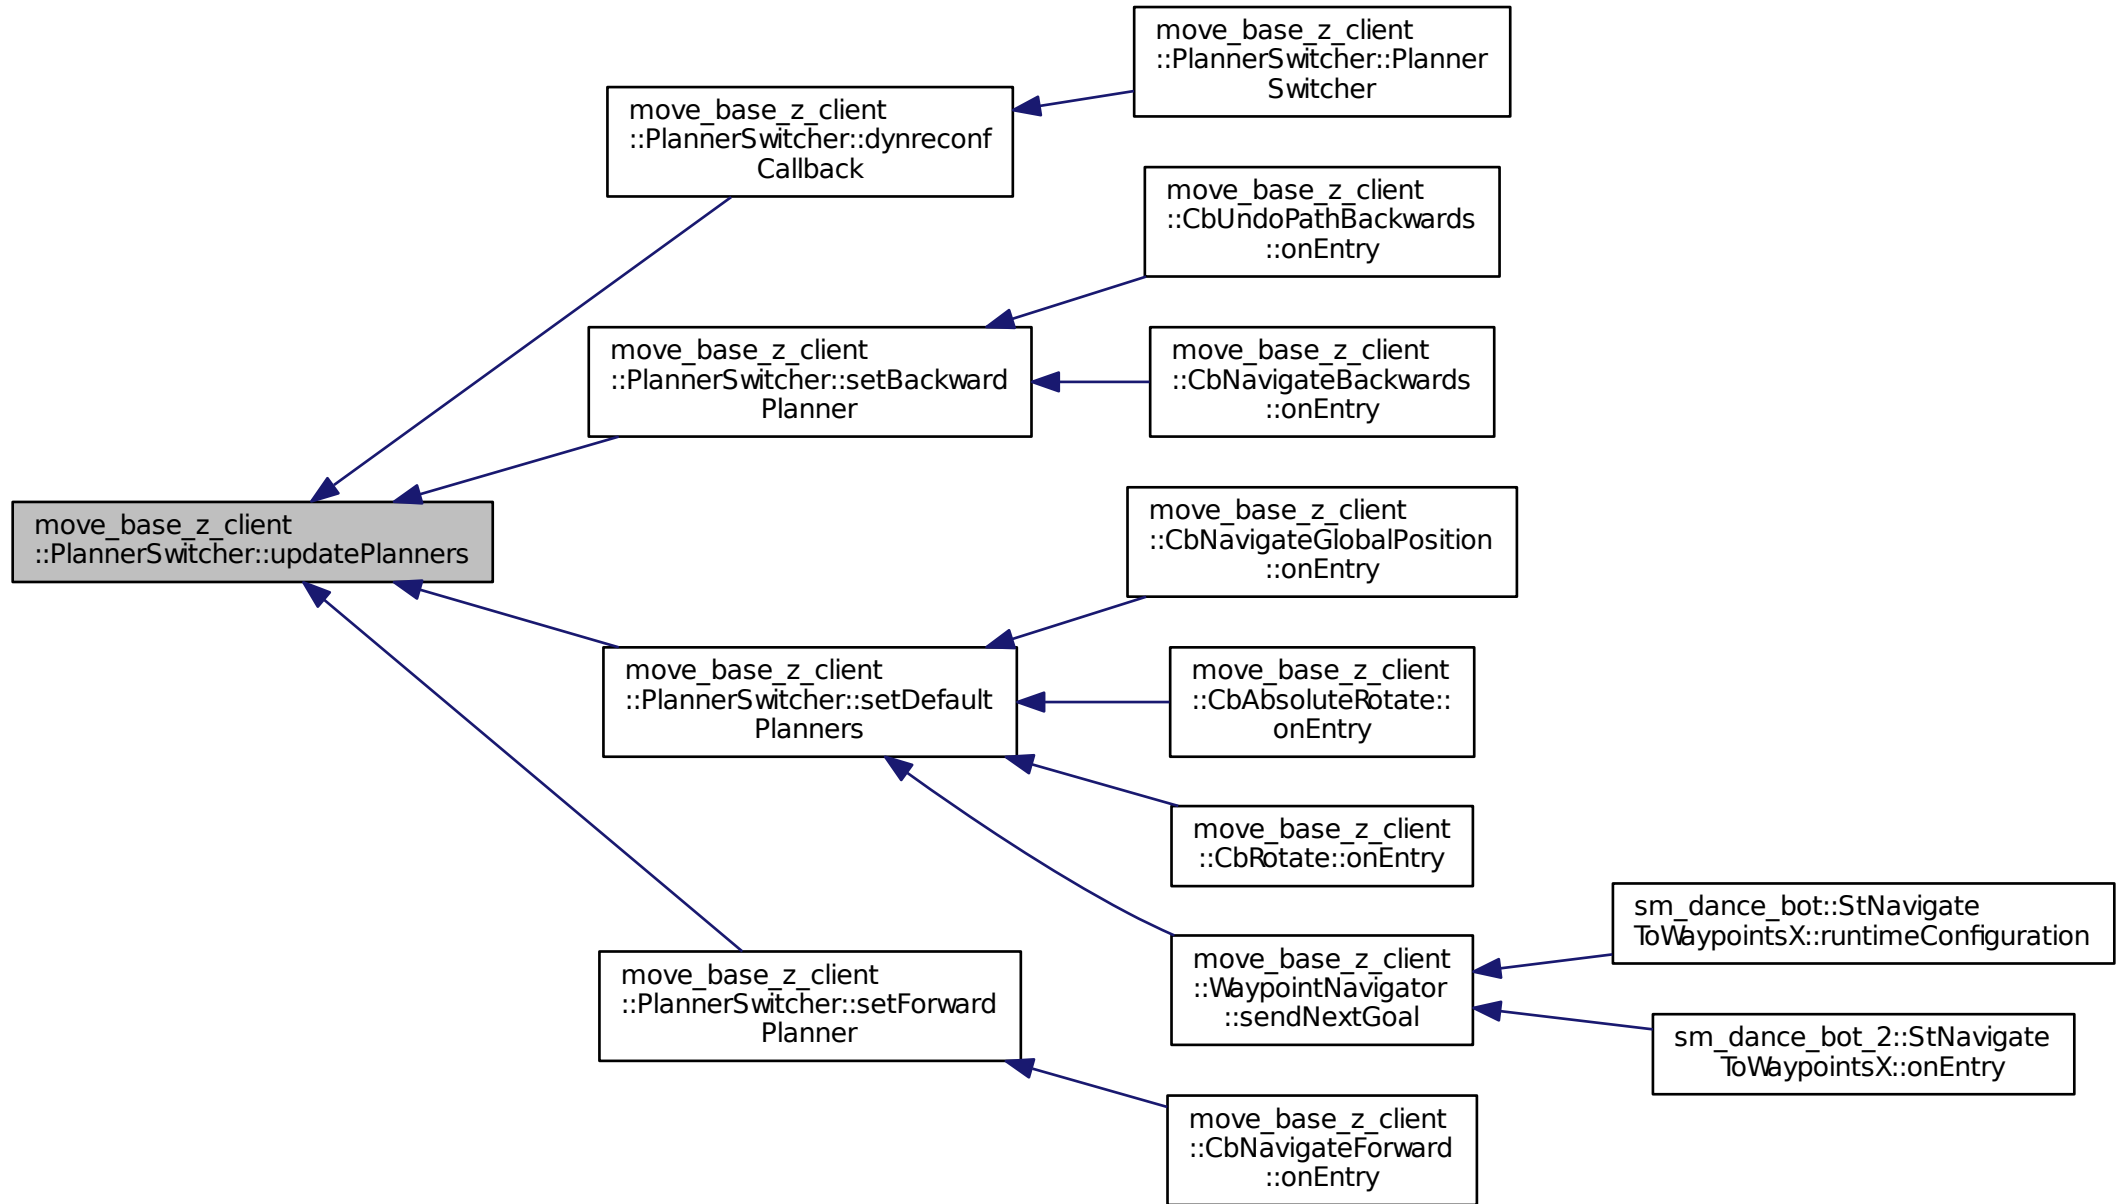 move_base_z_client
::PlannerSwitcher::updatePlanners
move_base_z_client
::PlannerSwitcher::dynreconf
Callback
move_base_z_client
::PlannerSwitcher::Planner
Switcher
move_base_z_client
::PlannerSwitcher::setBackward
Planner
move_base_z_client
::CbUndoPathBackwards
::onEntry
move_base_z_client
::CbNavigateBackwards
::onEntry
move_base_z_client
::PlannerSwitcher::setDefault
Planners
move_base_z_client
::CbNavigateGlobalPosition
::onEntry
move_base_z_client
::CbAbsoluteRotate::
onEntry
move_base_z_client
::CbRotate::onEntry
move_base_z_client
::WaypointNavigator
::sendNextGoal
sm_dance_bot::StNavigate
ToWaypointsX::runtimeConfiguration
sm_dance_bot_2::StNavigate
ToWaypointsX::onEntry
move_base_z_client
::PlannerSwitcher::setForward
Planner
move_base_z_client
::CbNavigateForward
::onEntry